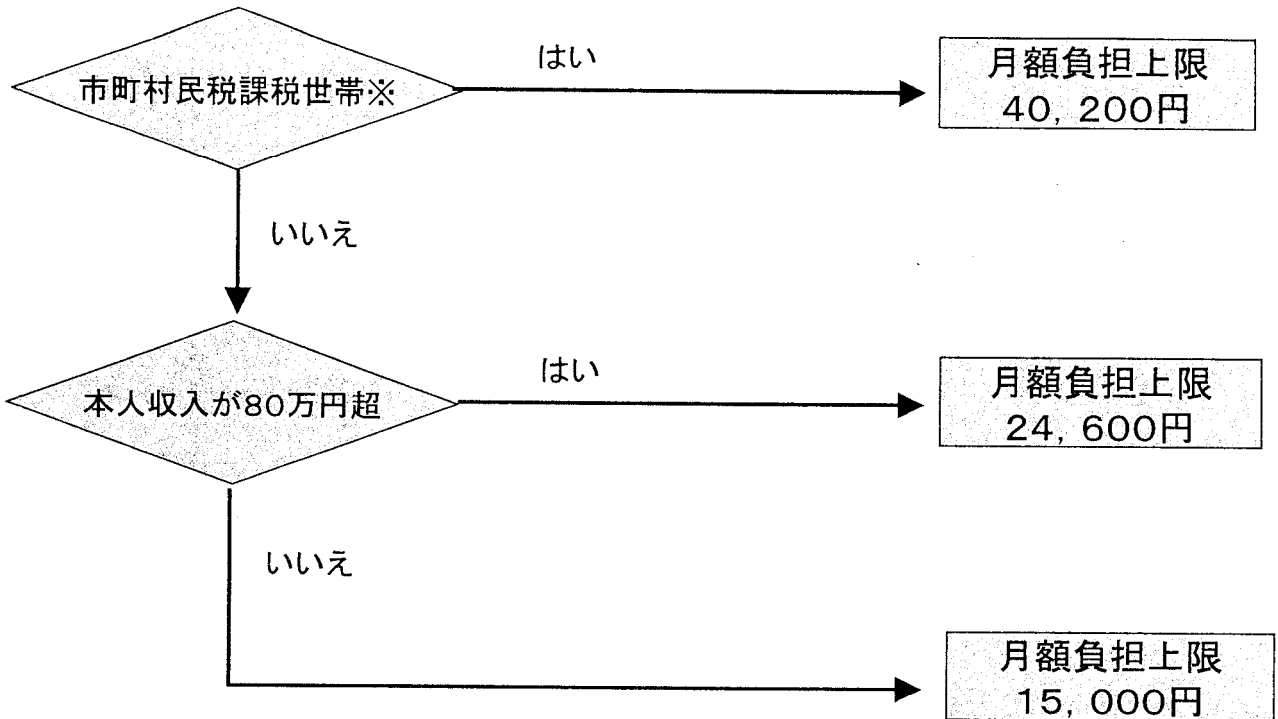 市町村民税課税世帯※
はい
月額負担上限
40,200円
いいえ
本人収入が80万円超
はい
月額負担上限
24,600円
いいえ
月額負担上限
15,000円